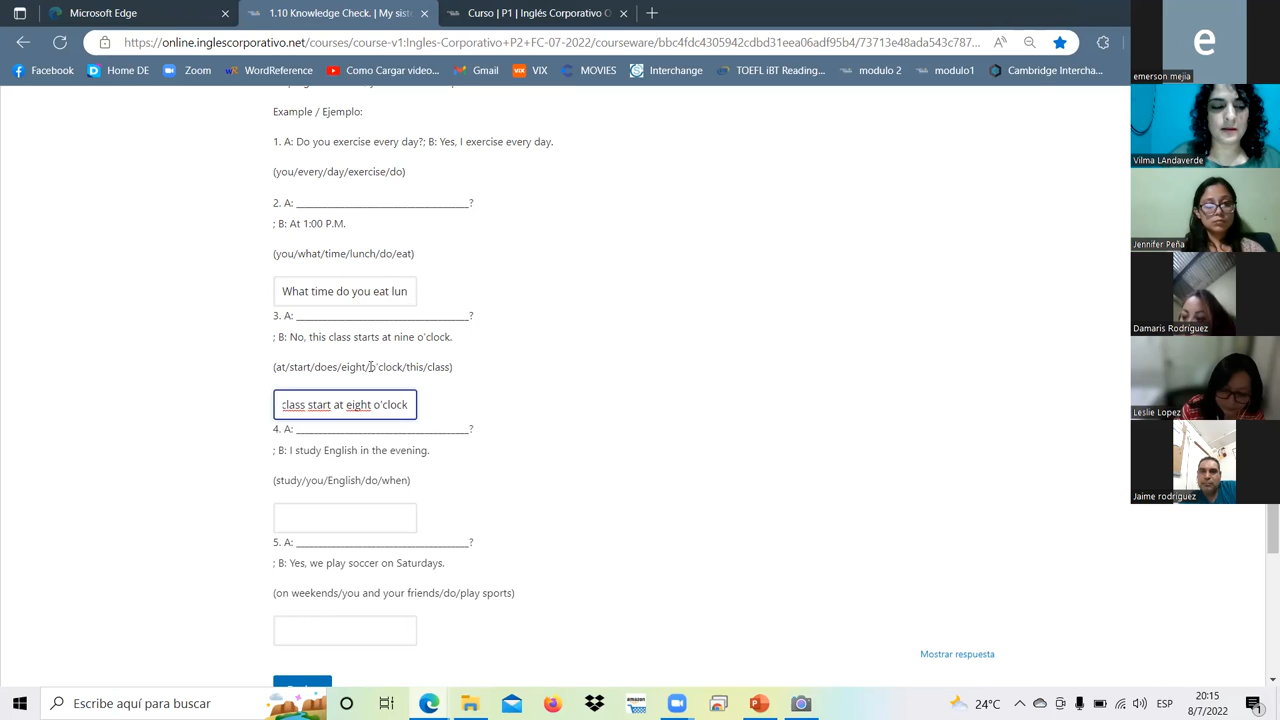 Microsoft Edge
1.10 Knowledge Check. | My sist
Curso | P1 | Inglés Corporativo O
https://online.inglescorporativo.net/courses/course-v1:Ingles-Corporativo+P2+FC-07-2022/courseware/bbc4fdc4305942cdbd31eea06adf95b4/73713e48ada543c787...
Facebook
Home DE
Zoom
WordReference
Como Cargar video...
Gmail
VIX
MOVIES
Interchange
TOEFL iBT Reading...
modulo 2
modulo1
Cambridge Intercha...
Example / Ejemplo:
1. A: Do you exercise every day?; B: Yes, I exercise every day.
(you/every/day/exercise/do)
2. A: ________________________________?
; B: At 1:00 P.M.
(you/what/time/lunch/do/eat)
What time do you eat lun
3. A: ________________________________?
; B: No, this class starts at nine o'clock.
(at/start/does/eight/o'clock/this/class)
class start at eight o'clock
4. A: ________________________________?
; B: I study English in the evening.
(study/you/English/do/when)
5. A: ________________________________?
; B: Yes, we play soccer on Saturdays.
(on weekends/you and your friends/do/play sports)
Mostrar respuesta
e
emerson mejia
Vilma LAndaverde
Jennifer Peña
Damaris Rodríguez
Leslie Lopez
Jaime rodríguez
Escribe aquí para buscar
24°C
ESP
20:15
8/7/2022
1